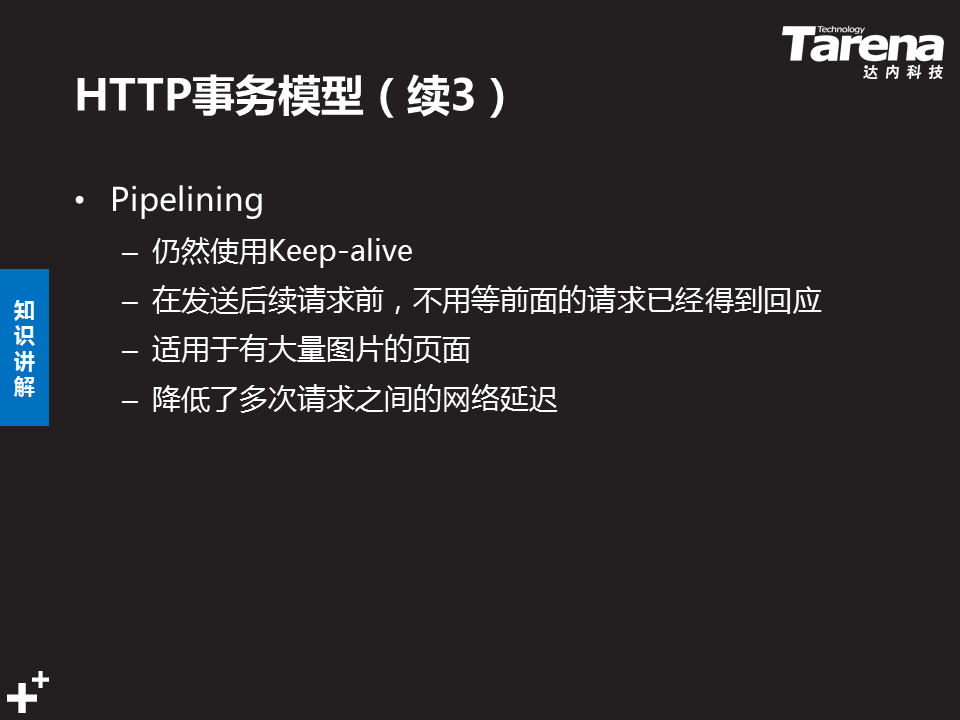 Technology
Tarena
达内科技
HTTP事务模型（续3）
• Pipelining
– 仍然使用Keep-alive
– 在发送后续请求前，不用等前面的请求已经得到回应
– 适用于有大量图片的页面
– 降低了多次请求之间的网络延迟
知识讲解